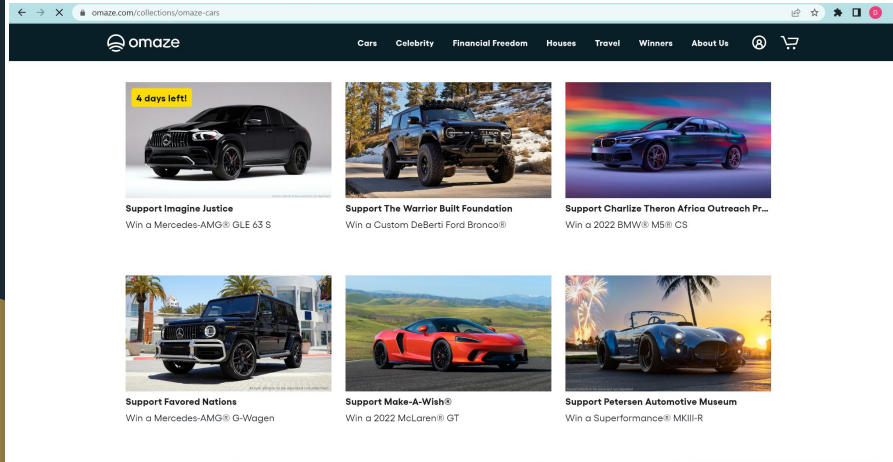 omaze.com/collections/omaze-cars
D
omaze
Cars Celebrity Financial Freedom Houses Travel Winners About Us
4 days left!
Support Imagine Justice
Win a Mercedes-AMG® GLE 63 S
Support The Warrior Built Foundation
Win a Custom DeBerti Ford Bronco®
Support Charlize Theron Africa Outreach Pr...
Win a 2022 BMW® M5® CS
Support Favored Nations
Win a Mercedes-AMG® G-Wagen
Support Make-A-Wish®
Win a 2022 McLaren® GT
Support Petersen Automotive Museum
Win a Superformance® MKIII-R